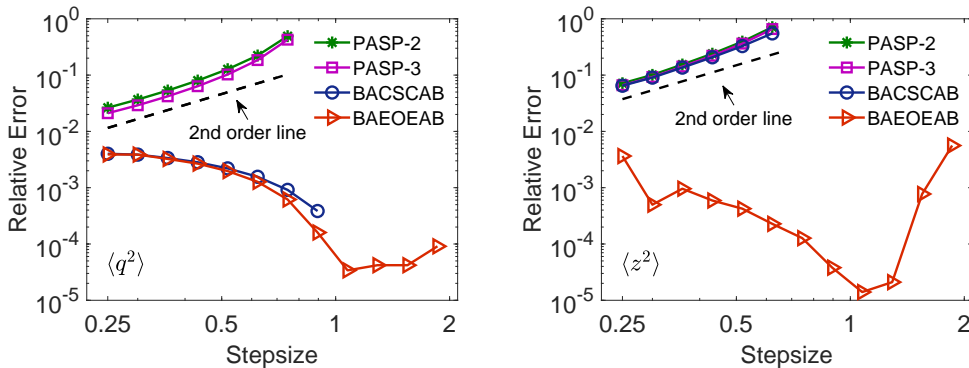 10^0
10^-1
10^-2
10^-3
10^-4
10^-5
Relative Error
PASP-2
PASP-3
BACSCAB
BAEOEAB
2nd order line
⟨q^2⟩
0.25
0.5
1
2
Stepsize
10^0
10^-1
10^-2
10^-3
10^-4
10^-5
Relative Error
PASP-2
PASP-3
BACSCAB
BAEOEAB
2nd order line
⟨z^2⟩
0.25
0.5
1
2
Stepsize